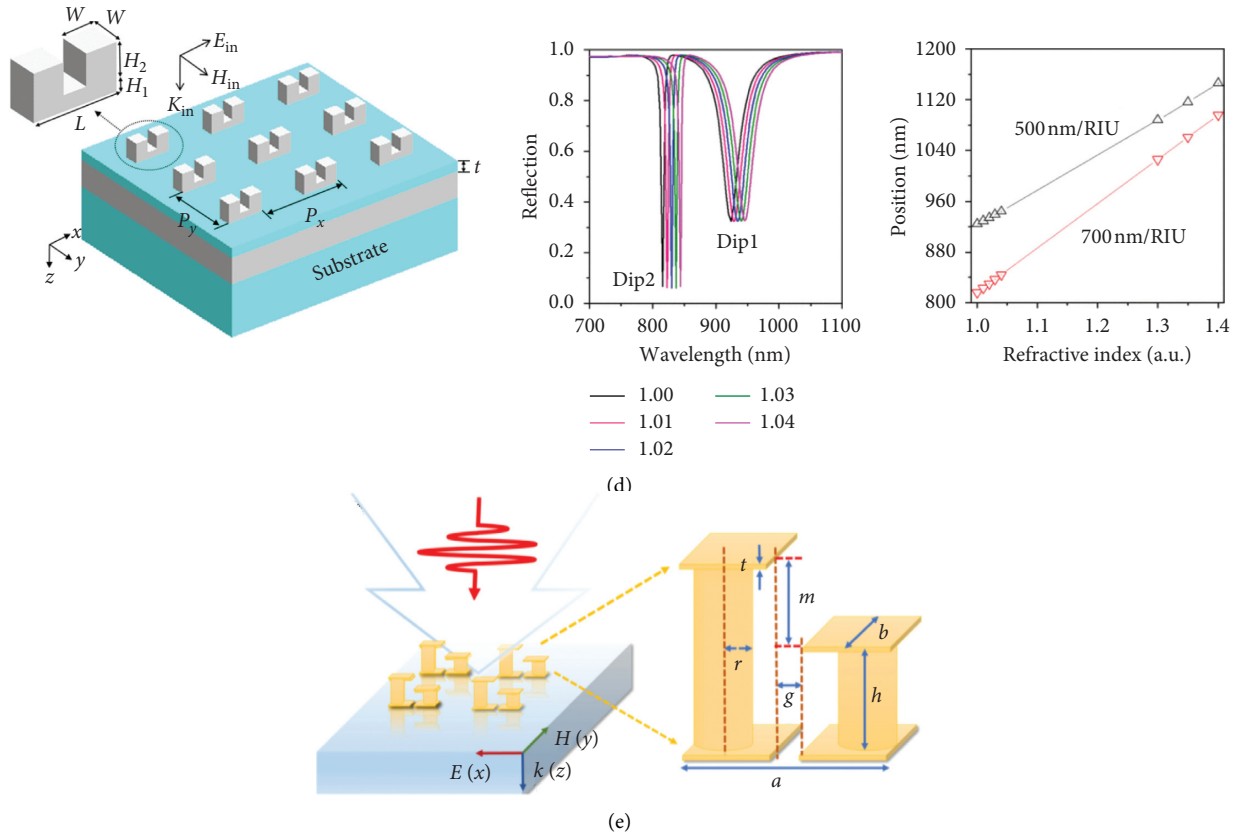 W
W
H2
H1
L
Ein
Hin
Kin
t
Px
Py
x
y
z
Substrate
1.0
0.8
0.6
0.4
0.2
0.0
Reflection
Dip1
Dip2
700 800 900 1000 1100
Wavelength (nm)
1.00 1.03
1.01 1.04
1.02
1200
1120
1040
960
880
800
Position (nm)
500 nm/RIU
700 nm/RIU
1.0 1.1 1.2 1.3 1.4
Refractive index (a.u.)
(d)
t
m
b
r
g
h
a
H (y)
E (x)
k (z)
(e)